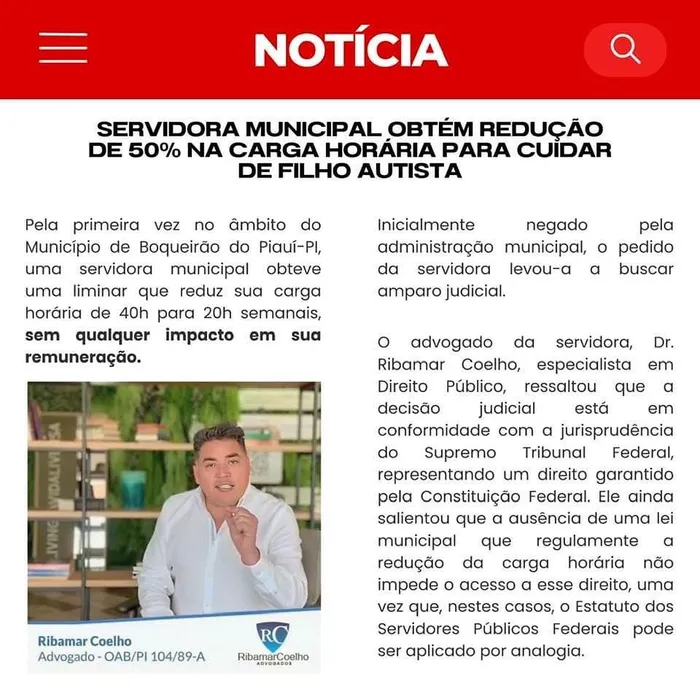 NOTÍCIA
SERVIDORA MUNICIPAL OBTÉM REDUÇÃO
DE 50% NA CARGA HORÁRIA PARA CUIDAR
DE FILHO AUTISTA
Pela primeira vez no âmbito do
Município de Boqueirão do Piauí-PI,
uma servidora municipal obteve
uma liminar que reduz sua carga
horária de 40h para 20h semanais,
sem qualquer impacto em sua
remuneração.
Ribamar Coelho
Advogado - OAB/PI 104/89-A
RC
RibamarCoelho
ADVOGADOS
Inicialmente negado pela
administração municipal, o pedido
da servidora levou-a a buscar
amparo judicial.
O advogado da servidora, Dr.
Ribamar Coelho, especialista em
Direito Público, ressaltou que a
decisão judicial está em
conformidade com a jurisprudência
do Supremo Tribunal Federal,
representando um direito garantido
pela Constituição Federal. Ele ainda
salientou que a ausência de uma lei
municipal que regulamente a
redução da carga horária não
impede o acesso a esse direito, uma
vez que, nestes casos, o Estatuto dos
Servidores Públicos Federais pode
ser aplicado por analogia.